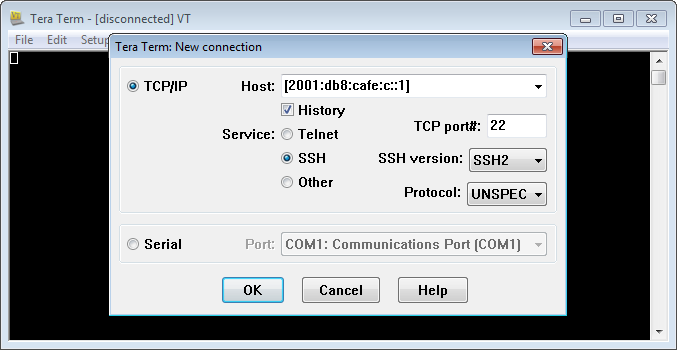 Tera Term - [disconnected] VT
File Edit Setup
Tera Term: New connection
TCP/IP Host: [2001:db8:cafe:c::1]
History
Service: Telnet TCP port#: 22
SSH SSH version: SSH2
Other Protocol: UNSPEC
Serial Port: COM1: Communications Port (COM1)
OK Cancel Help